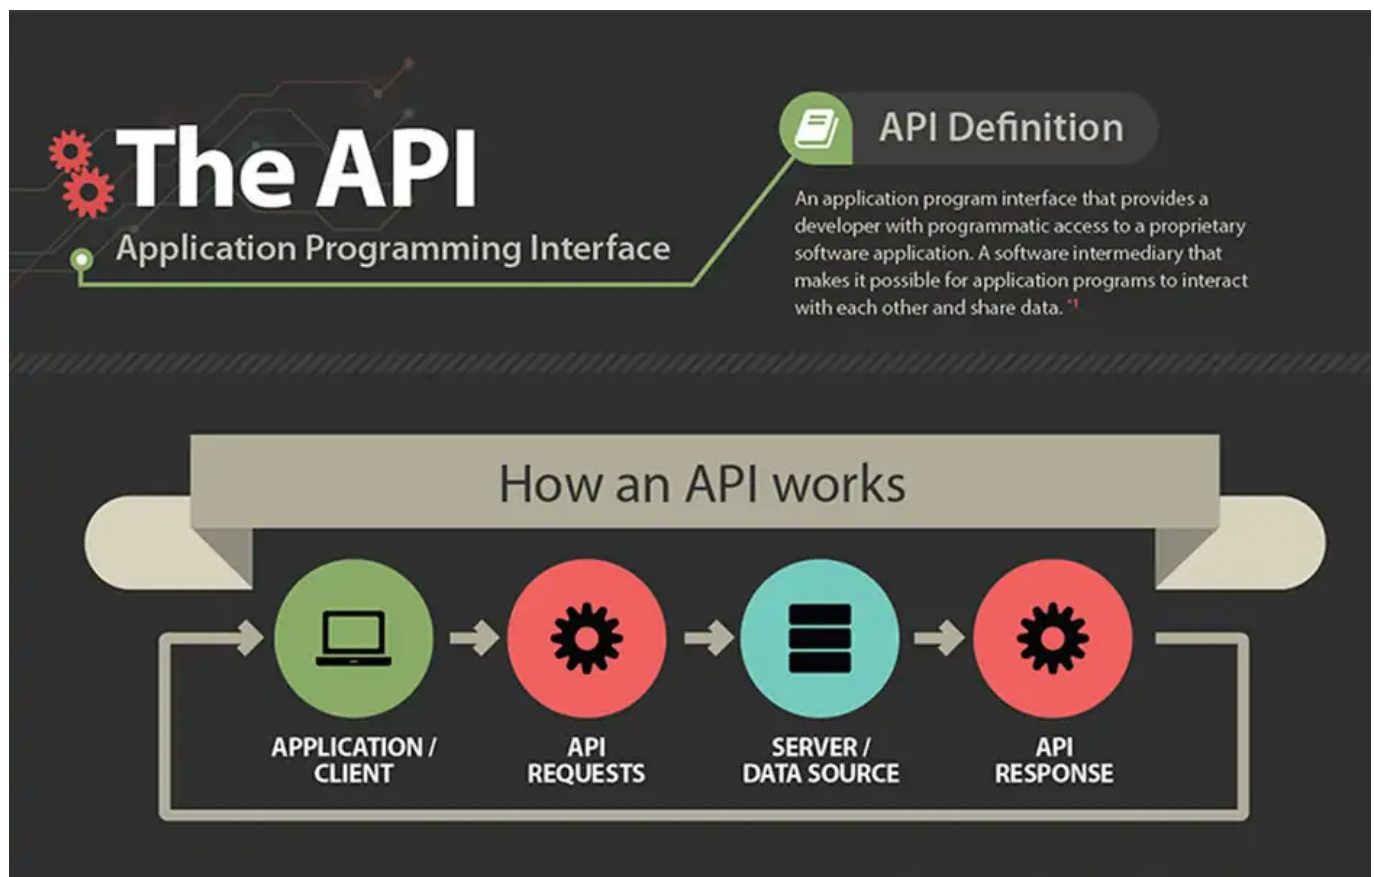 The API
Application Programming Interface
API Definition
An application program interface that provides a
developer with programmatic access to a proprietary
software application. A software intermediary that
makes it possible for application programs to interact
with each other and share data. *1
How an API works
APPLICATION /
CLIENT
API
REQUESTS
SERVER /
DATA SOURCE
API
RESPONSE